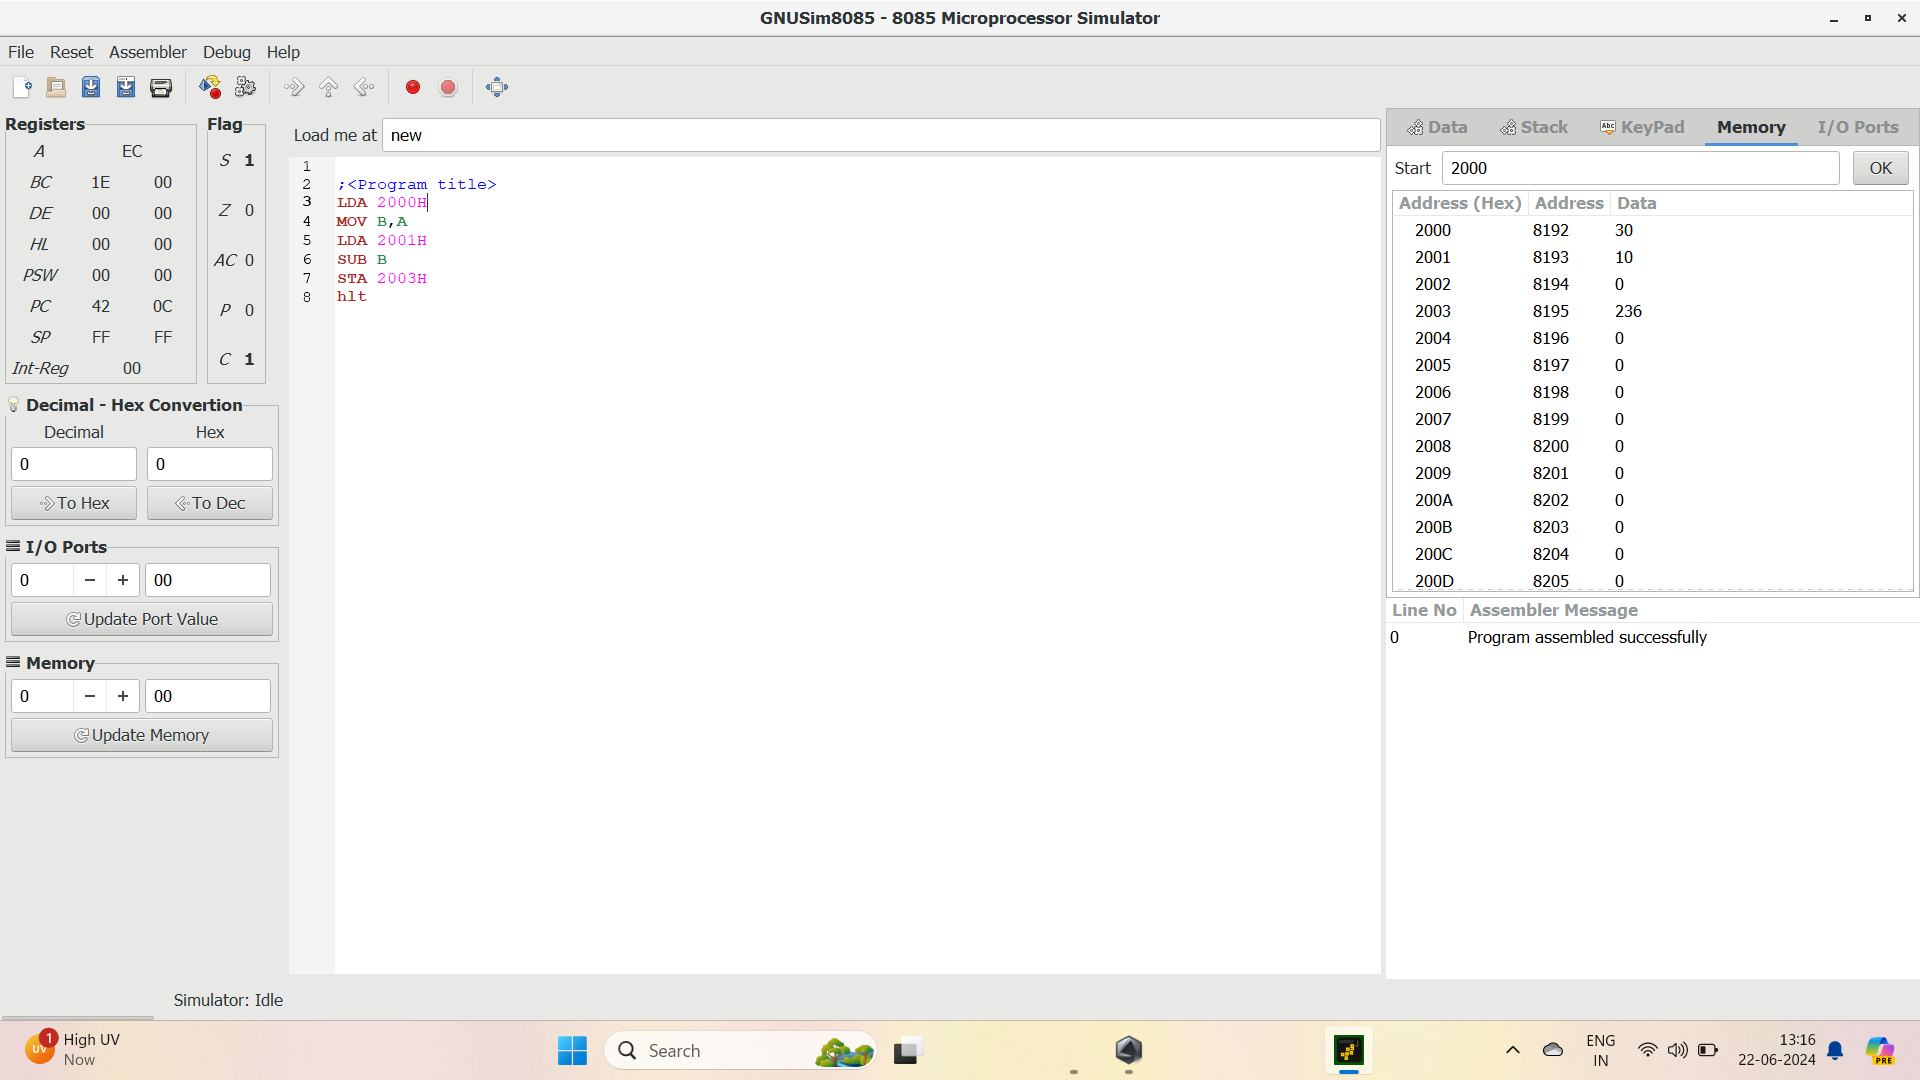 GNUSim8085 - 8085 Microprocessor Simulator
File Reset Assembler Debug Help
Registers
A EC
BC 1E 00
DE 00 00
HL 00 00
PSW 00 00
PC 42 0C
SP FF FF
Int-Reg 00
Flag
S 1
Z 0
AC 0
P 0
C 1
Decimal - Hex Convertion
Decimal Hex
0 0
To Hex To Dec
I/O Ports
0 − + 00
Update Port Value
Memory
0 − + 00
Update Memory
Load me at new
1
2 ;<Program title>
3 LDA 2000H
4 MOV B,A
5 LDA 2001H
6 SUB B
7 STA 2003H
8 hlt
Data Stack Abc KeyPad Memory I/O Ports
Start 2000 OK
Address (Hex) Address Data
2000 8192 30
2001 8193 10
2002 8194 0
2003 8195 236
2004 8196 0
2005 8197 0
2006 8198 0
2007 8199 0
2008 8200 0
2009 8201 0
200A 8202 0
200B 8203 0
200C 8204 0
200D 8205 0
Line No Assembler Message
0 Program assembled successfully
Simulator: Idle
UV 1 High UV
Now
Search
ENG
IN
13:16
22-06-2024
PRE